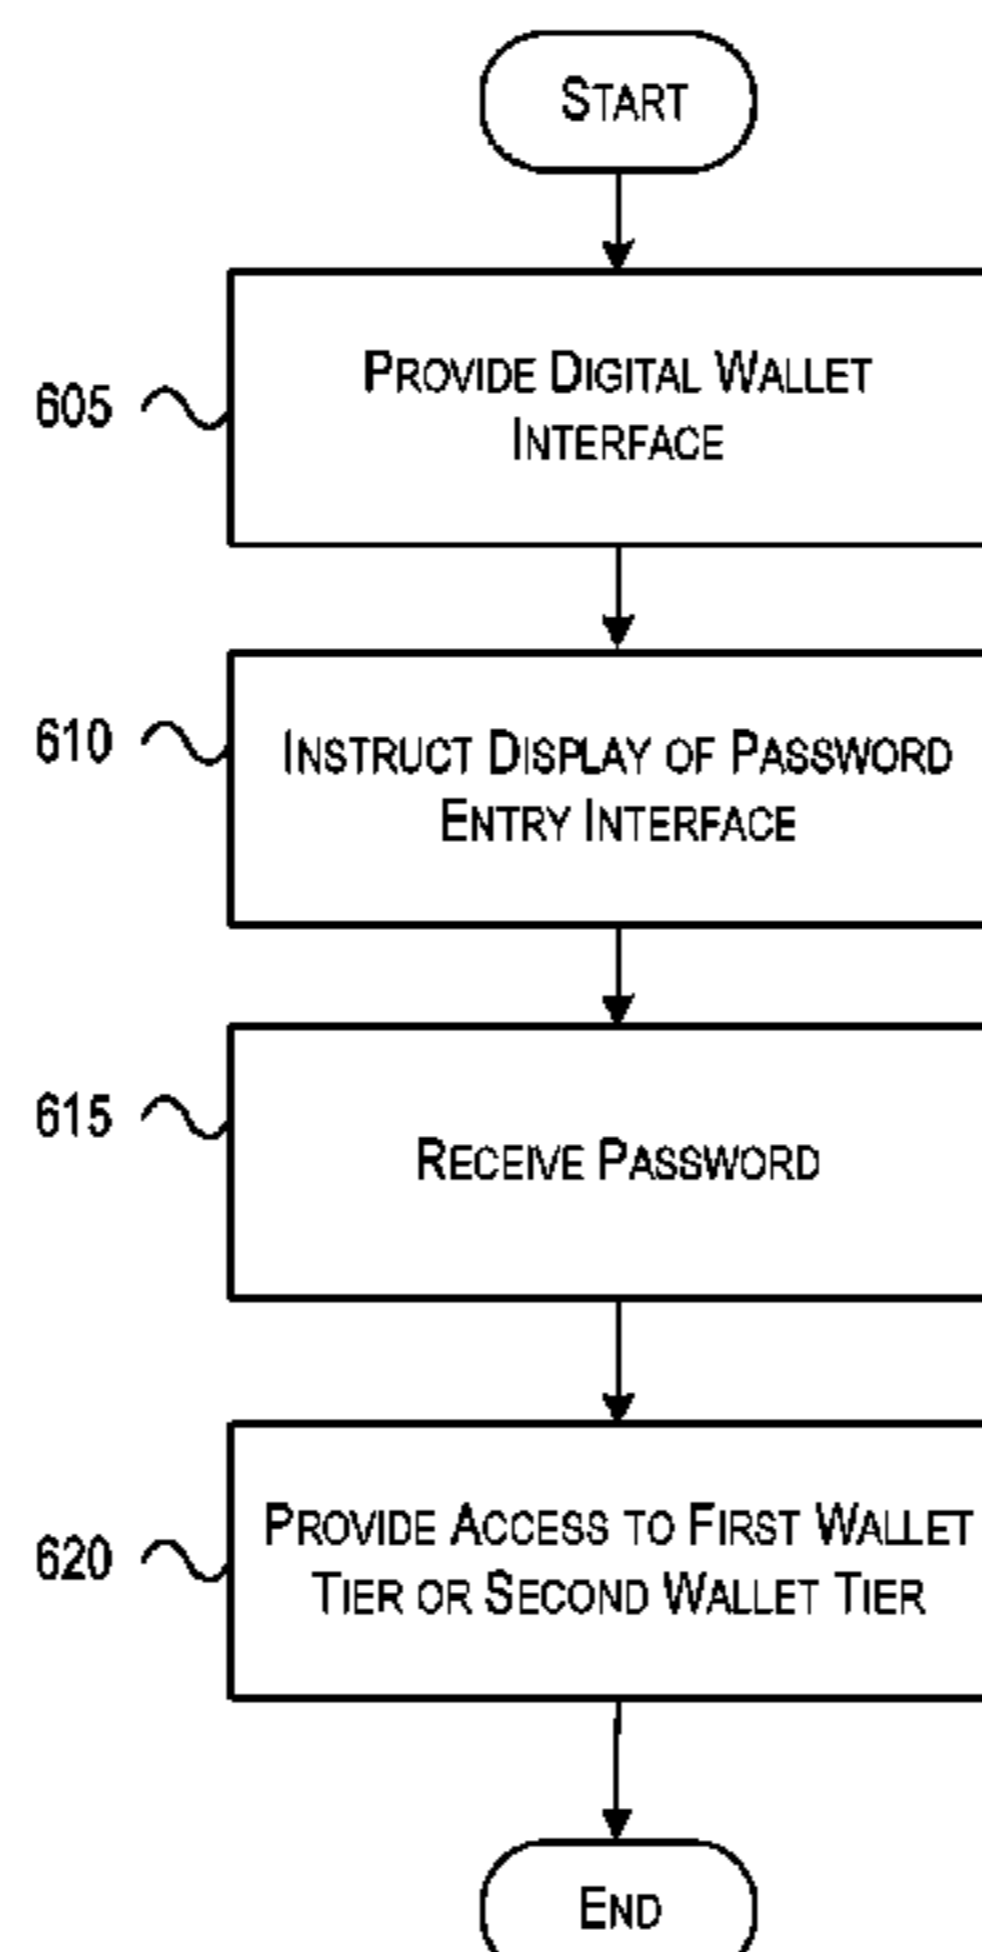 START
PROVIDE DIGITAL WALLET
INTERFACE
605
INSTRUCT DISPLAY OF PASSWORD
ENTRY INTERFACE
610
RECEIVE PASSWORD
615
PROVIDE ACCESS TO FIRST WALLET
TIER OR SECOND WALLET TIER
620
END